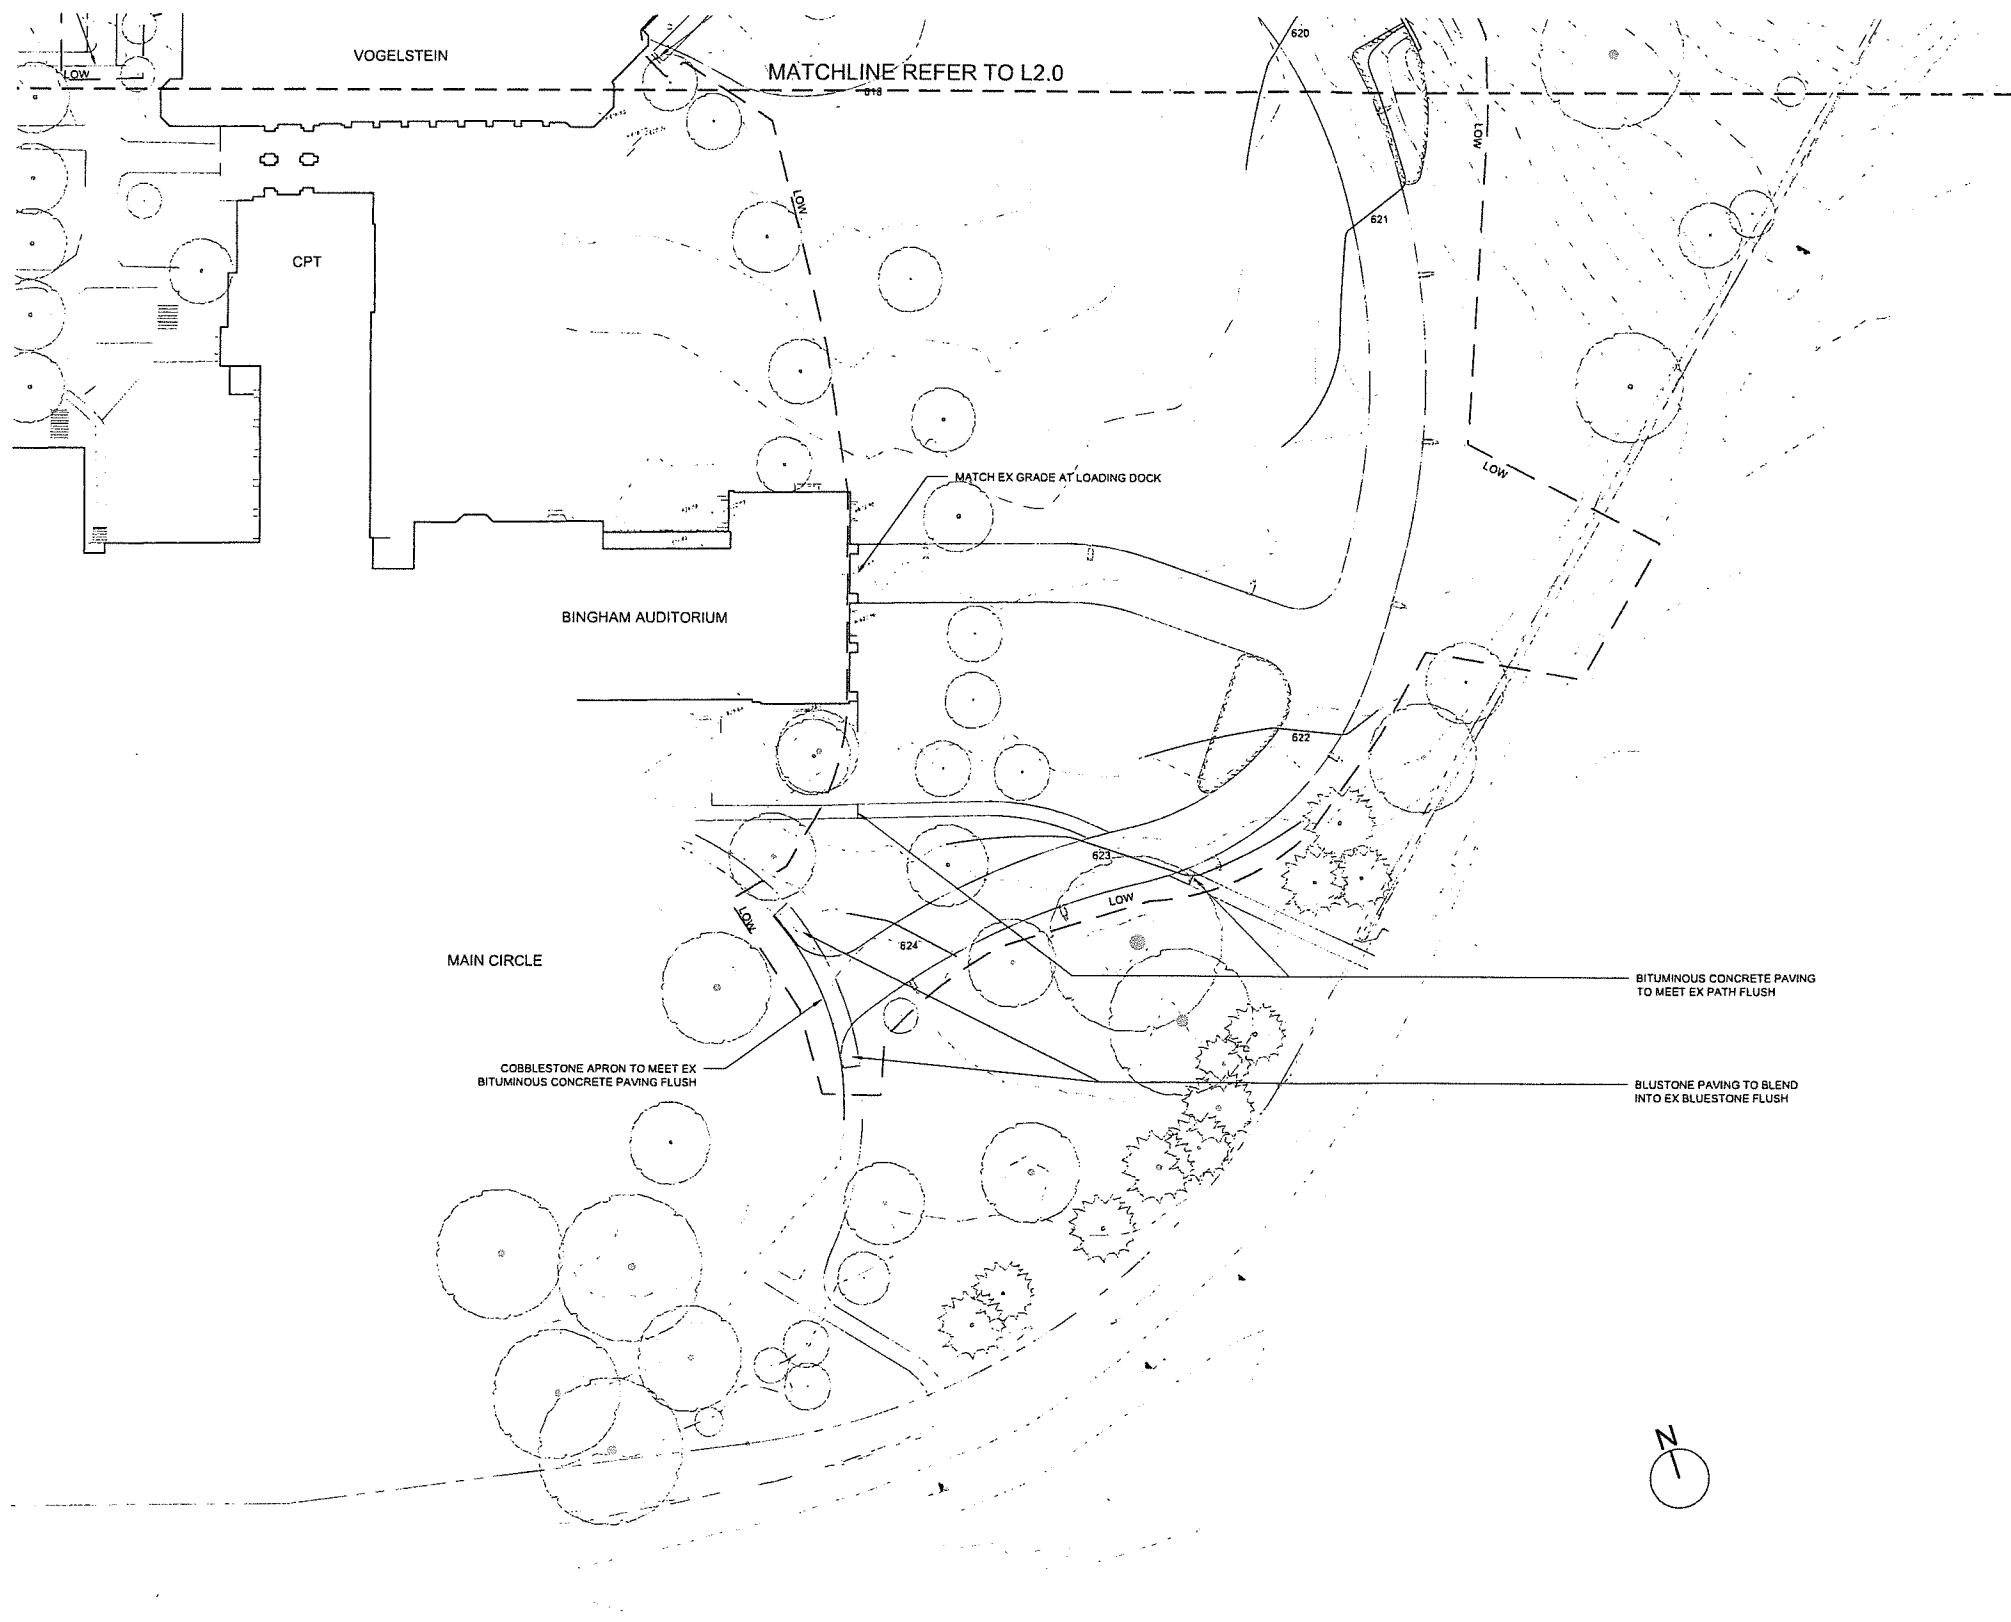 620
VOGELSTEIN
LOW
MATCHLINE REFER TO L2.0
618
LOW
LOW
621
CPT
LOW
MATCH EX GRADE AT LOADING DOCK
BINGHAM AUDITORIUM
622
623
LOW
LOW
624
MAIN CIRCLE
BITUMINOUS CONCRETE PAVING
TO MEET EX PATH FLUSH
COBBLESTONE APRON TO MEET EX
BITUMINOUS CONCRETE PAVING FLUSH
BLUSTONE PAVING TO BLEND
INTO EX BLUESTONE FLUSH
N